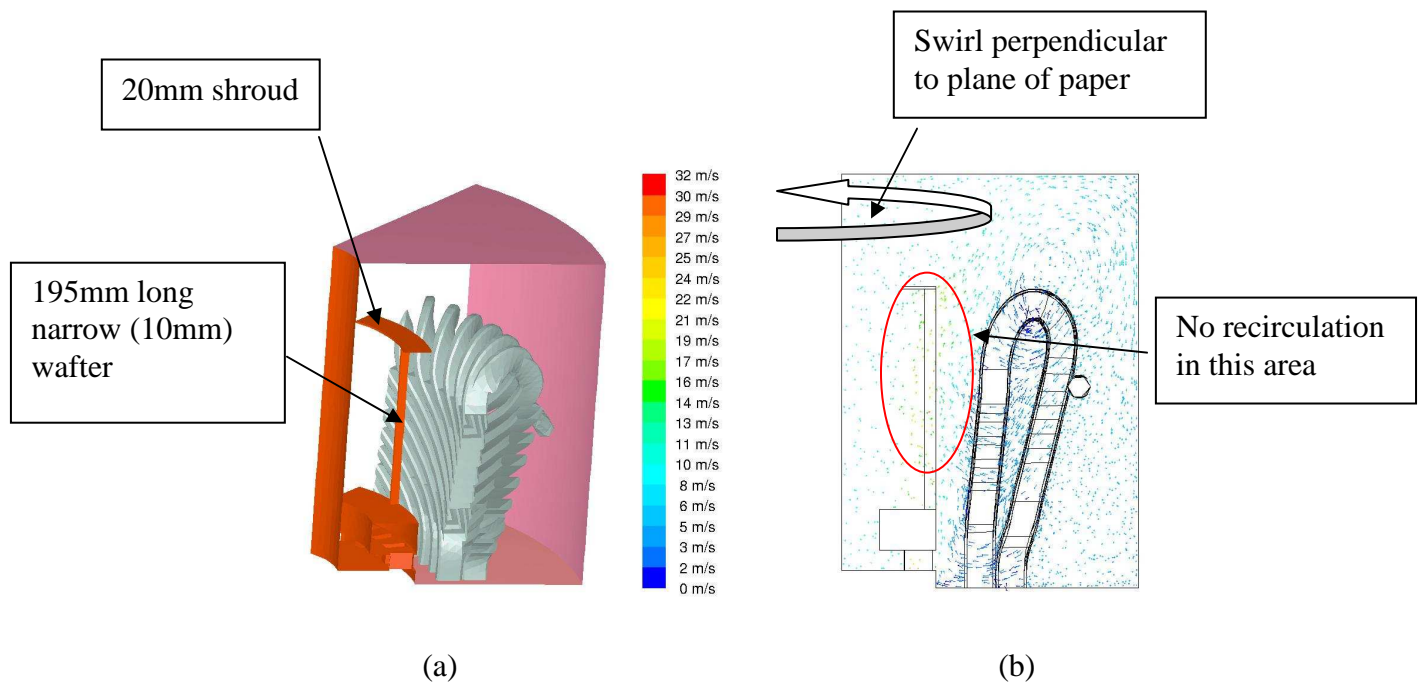 20mm shroud
195mm long
narrow (10mm)
wafter
32 m/s
30 m/s
29 m/s
27 m/s
25 m/s
24 m/s
22 m/s
21 m/s
19 m/s
17 m/s
16 m/s
14 m/s
13 m/s
11 m/s
10 m/s
8 m/s
6 m/s
5 m/s
3 m/s
2 m/s
0 m/s
Swirl perpendicular
to plane of paper
No recirculation
in this area
(a)
(b)